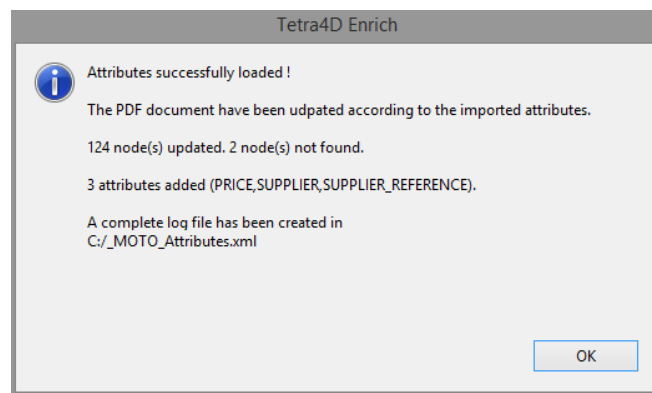 Tetra4D Enrich
Attributes successfully loaded !
The PDF document have been udpated according to the imported attributes.
124 node(s) updated. 2 node(s) not found.
3 attributes added (PRICE,SUPPLIER,SUPPLIER_REFERENCE).
A complete log file has been created in
C:/_MOTO_Attributes.xml
OK